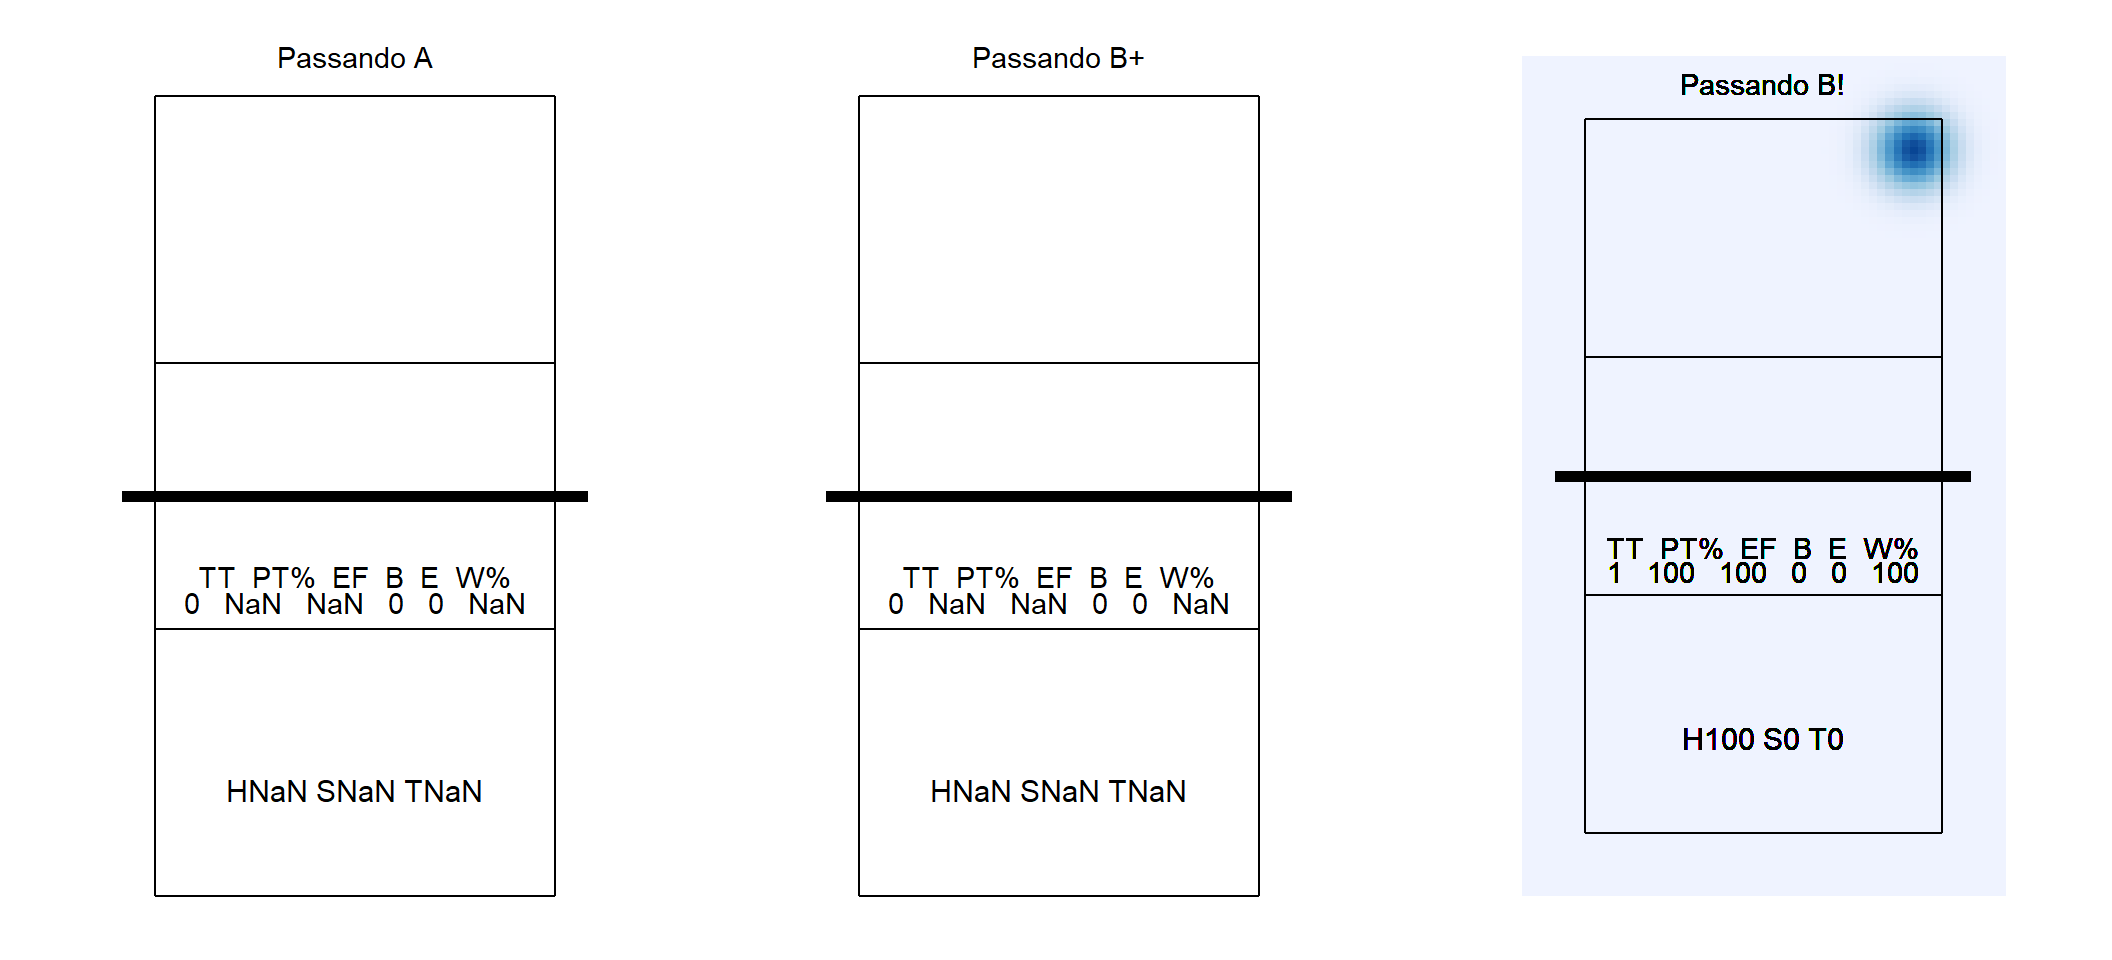 Passando A
TT PT% EF B E W%
0 NaN NaN 0 0 NaN
HNaN SNaN TNaN
Passando B+
TT PT% EF B E W%
0 NaN NaN 0 0 NaN
HNaN SNaN TNaN
Passando B!
TT PT% EF B E W%
1 100 100 0 0 100
H100 S0 T0